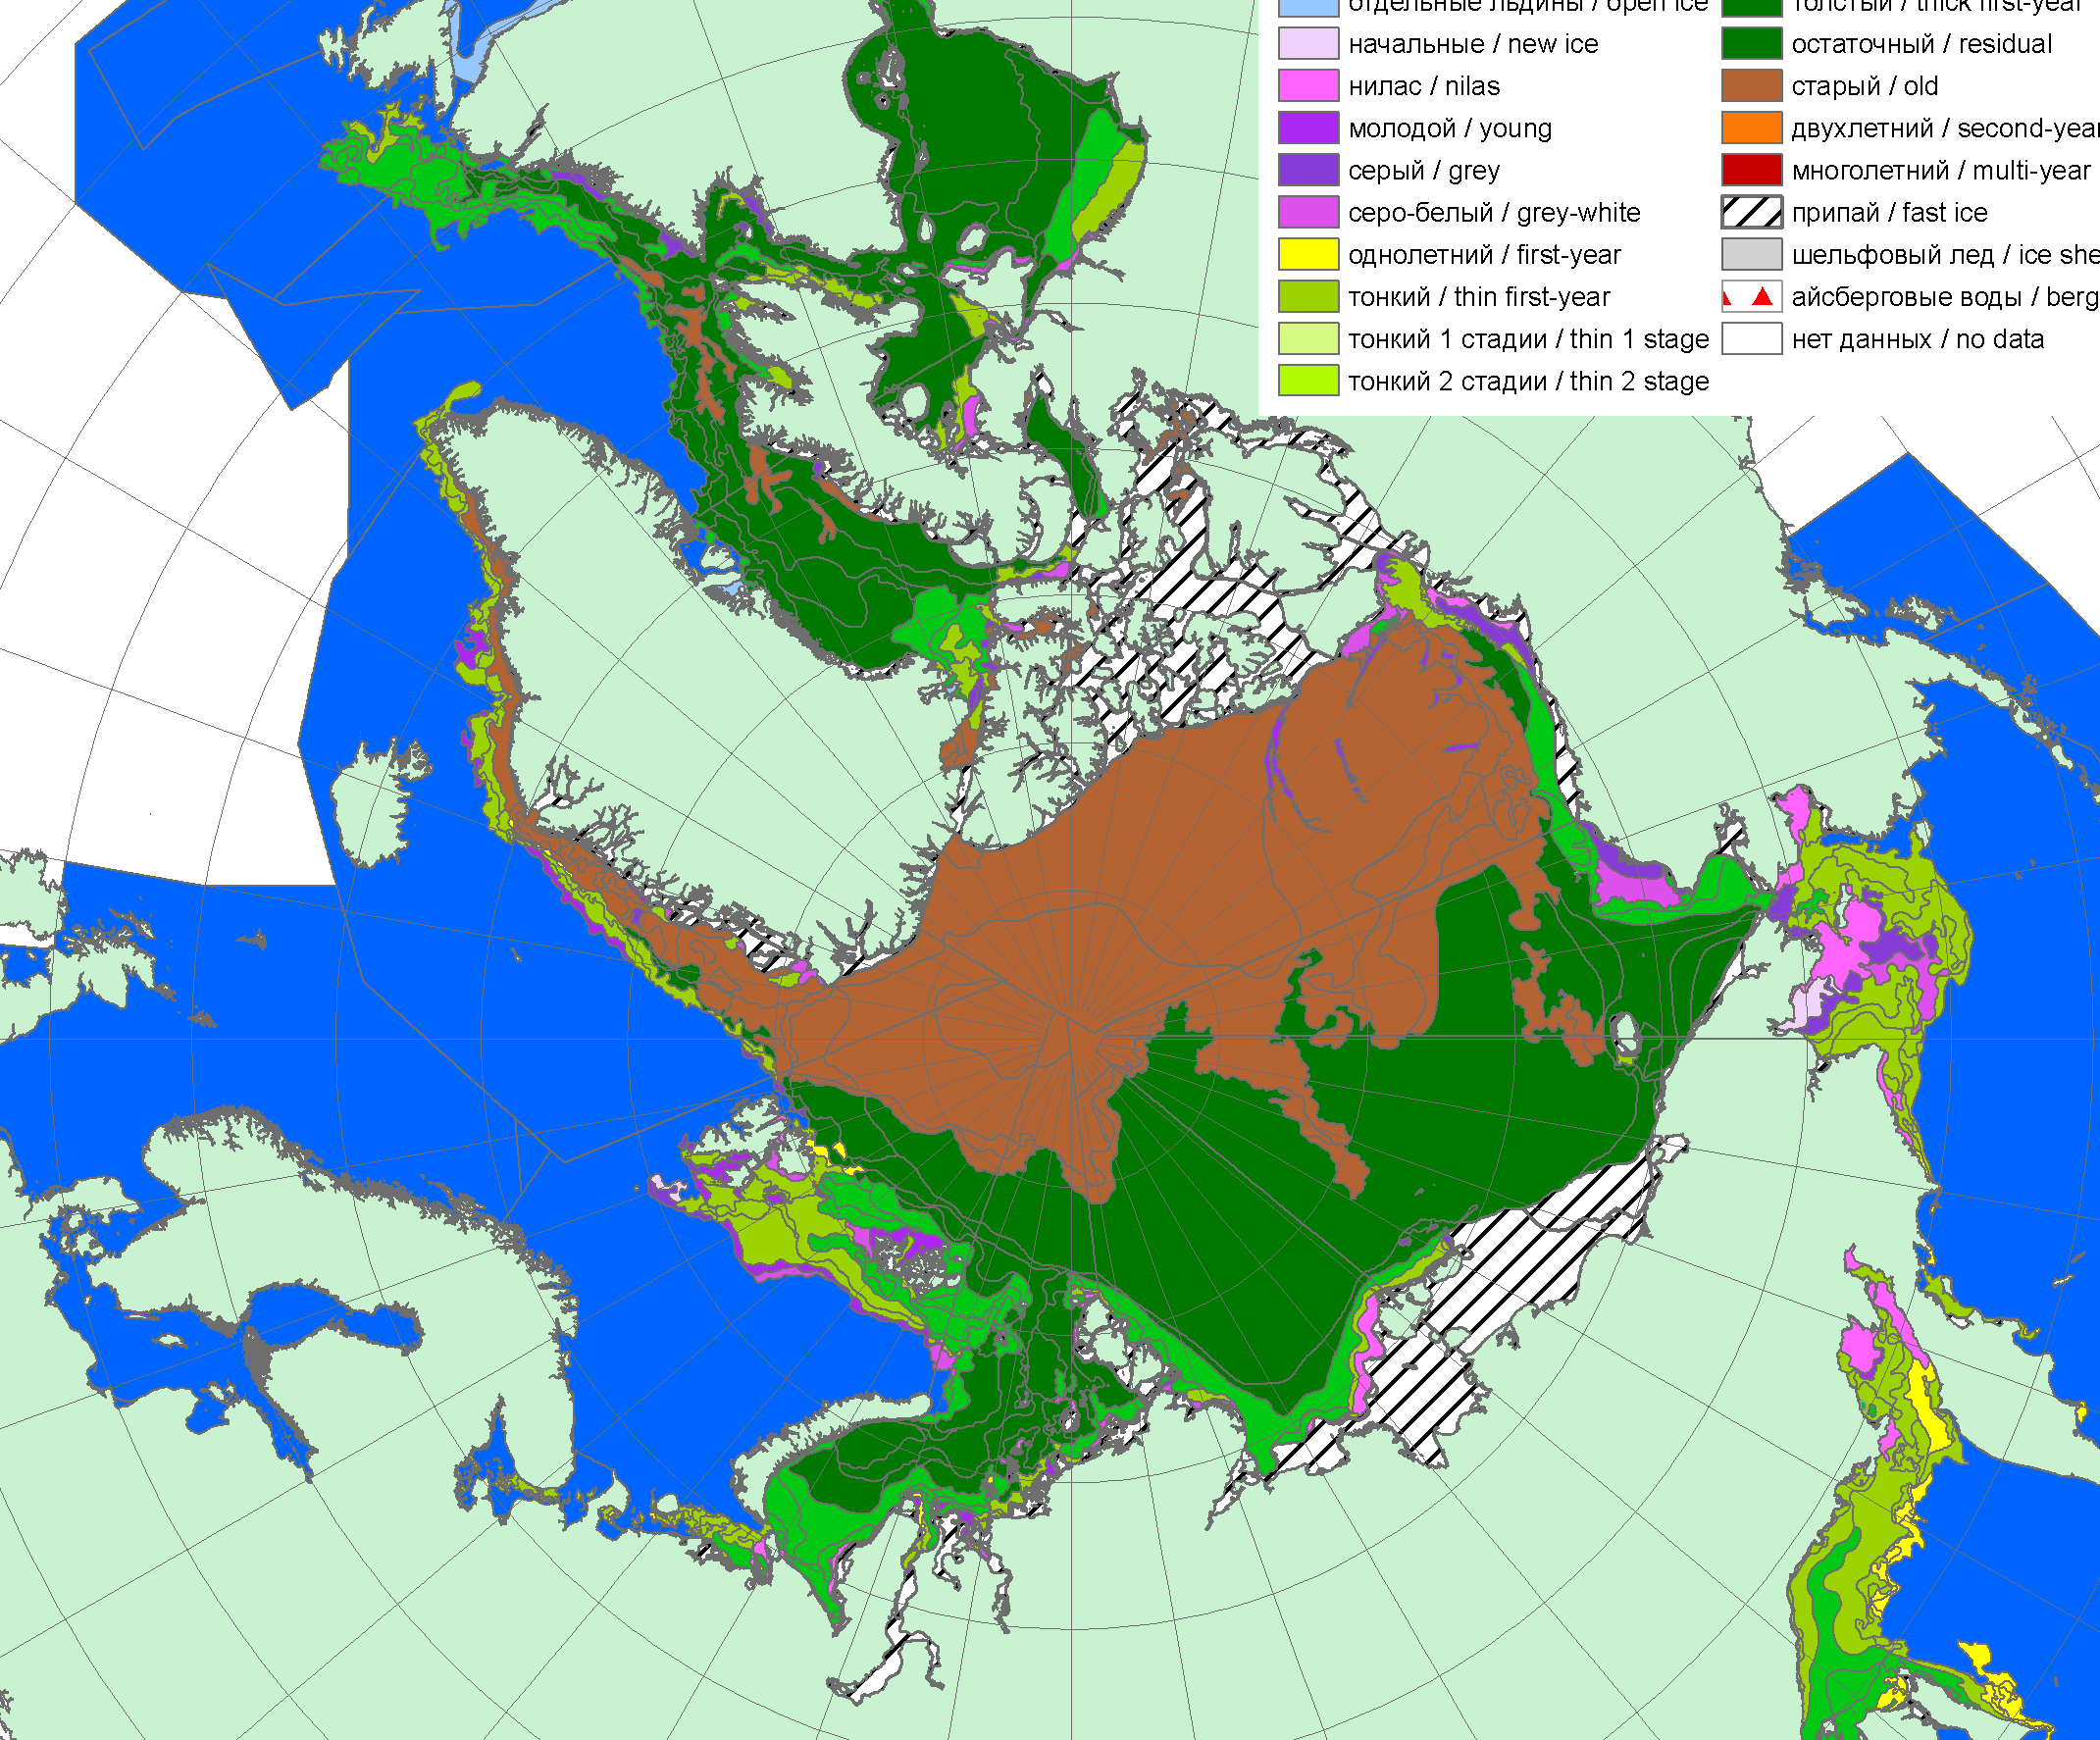 отдельные льдины / open ice
начальные / new ice
нилас / nilas
молодой / young
серый / grey
серо-белый / grey-white
однолетний / first-year
тонкий / thin first-year
тонкий 1 стадии / thin 1 stage
тонкий 2 стадии / thin 2 stage
толстый / thick first-year
остаточный / residual
старый / old
двухлетний / second-year
многолетний / multi-year
припай / fast ice
шельфовый лед / ice she
айсберговые воды / berg
нет данных / no data